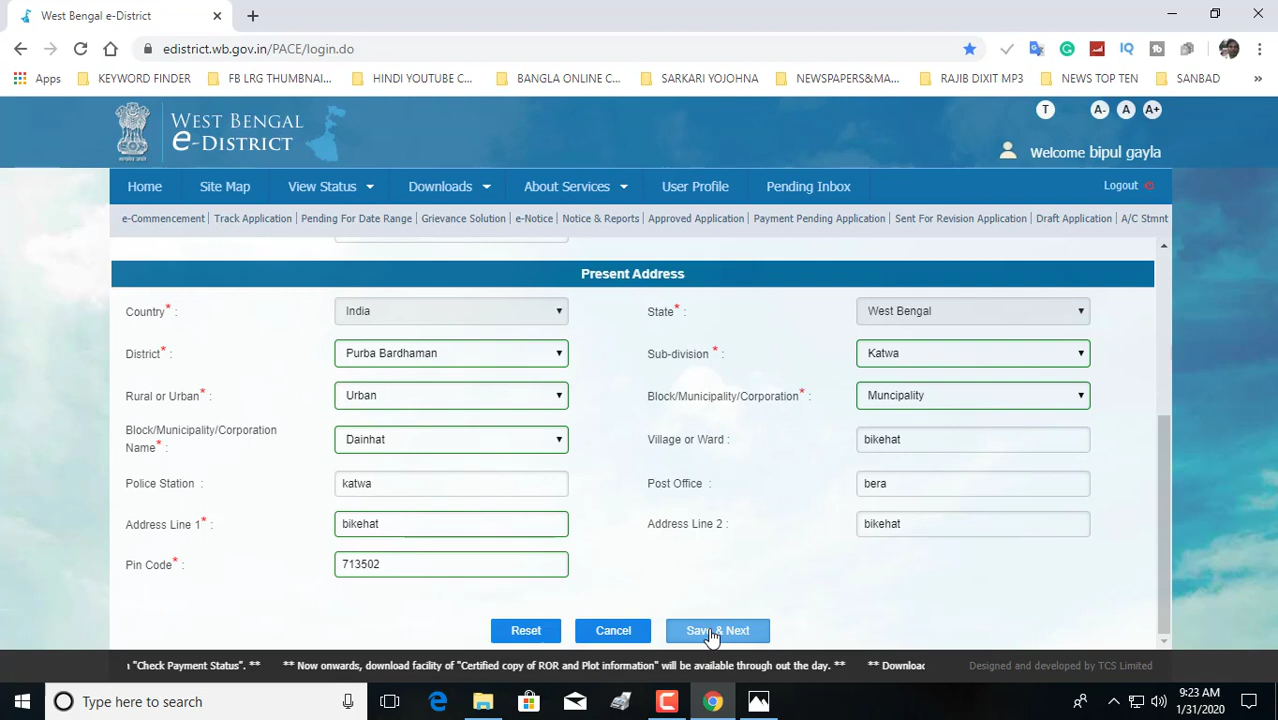 West Bengal e-District
edistrict.wb.gov.in/PACE/login.do
Apps KEYWORD FINDER FB LRG THUMBNAI... HINDI YOUTUBE C... BANGLA ONLINE C... SARKARI YOJOHNA NEWSPAPERS&MA... RAJIB DIXIT MP3 NEWS TOP TEN SANBAD »
T A- A A+
WEST BENGAL
e-DISTRICT
Welcome bipul gayla
Home Site Map View Status Downloads About Services User Profile Pending Inbox Logout
e-Commencement| Track Application| Pending For Date Range| Grievance Solution| e-Notice| Notice & Reports| Approved Application| Payment Pending Application| Sent For Revision Application| Draft Application| A/C Stmnt
Present Address
Country* : India State* : West Bengal
District* : Purba Bardhaman Sub-division * : Katwa
Rural or Urban* : Urban Block/Municipality/Corporation* : Muncipality
Block/Municipality/Corporation
Name* : Dainhat Village or Ward : bikehat
Police Station : katwa Post Office : bera
Address Line 1* : bikehat Address Line 2 : bikehat
Pin Code* : 713502
Reset Cancel Save & Next
"Check Payment Status". ** ** Now onwards, download facility of "Certified copy of ROR and Plot information" will be available through out the day. ** ** Downloac Designed and developed by TCS Limited
Type here to search
9:23 AM
1/31/2020